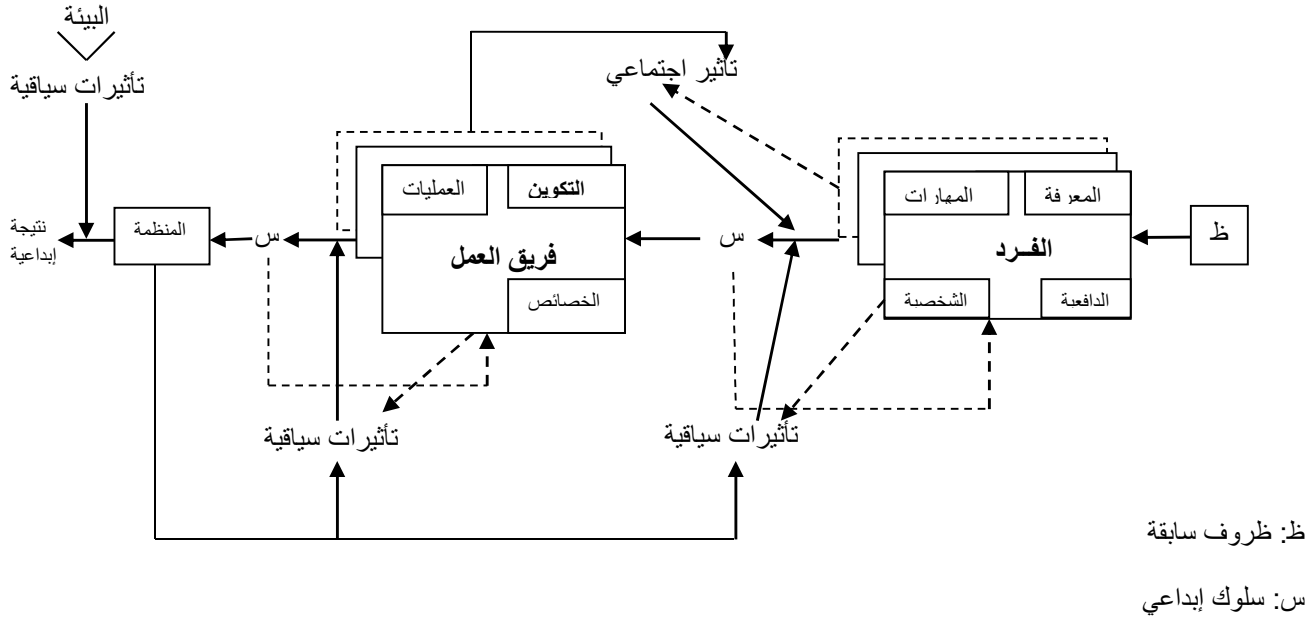 البيئة
تأثيرات سياقية
تأثير اجتماعي
المعرفة
المهارات
التكوين
العمليات
ظ
الفــرد
س
فريق العمل
س
المنظمة
نتيجة
إبداعية
الدافعية
الشخصية
الخصائص
تأثيرات سياقية
تأثيرات سياقية
ظ: ظروف سابقة
س: سلوك إبداعي